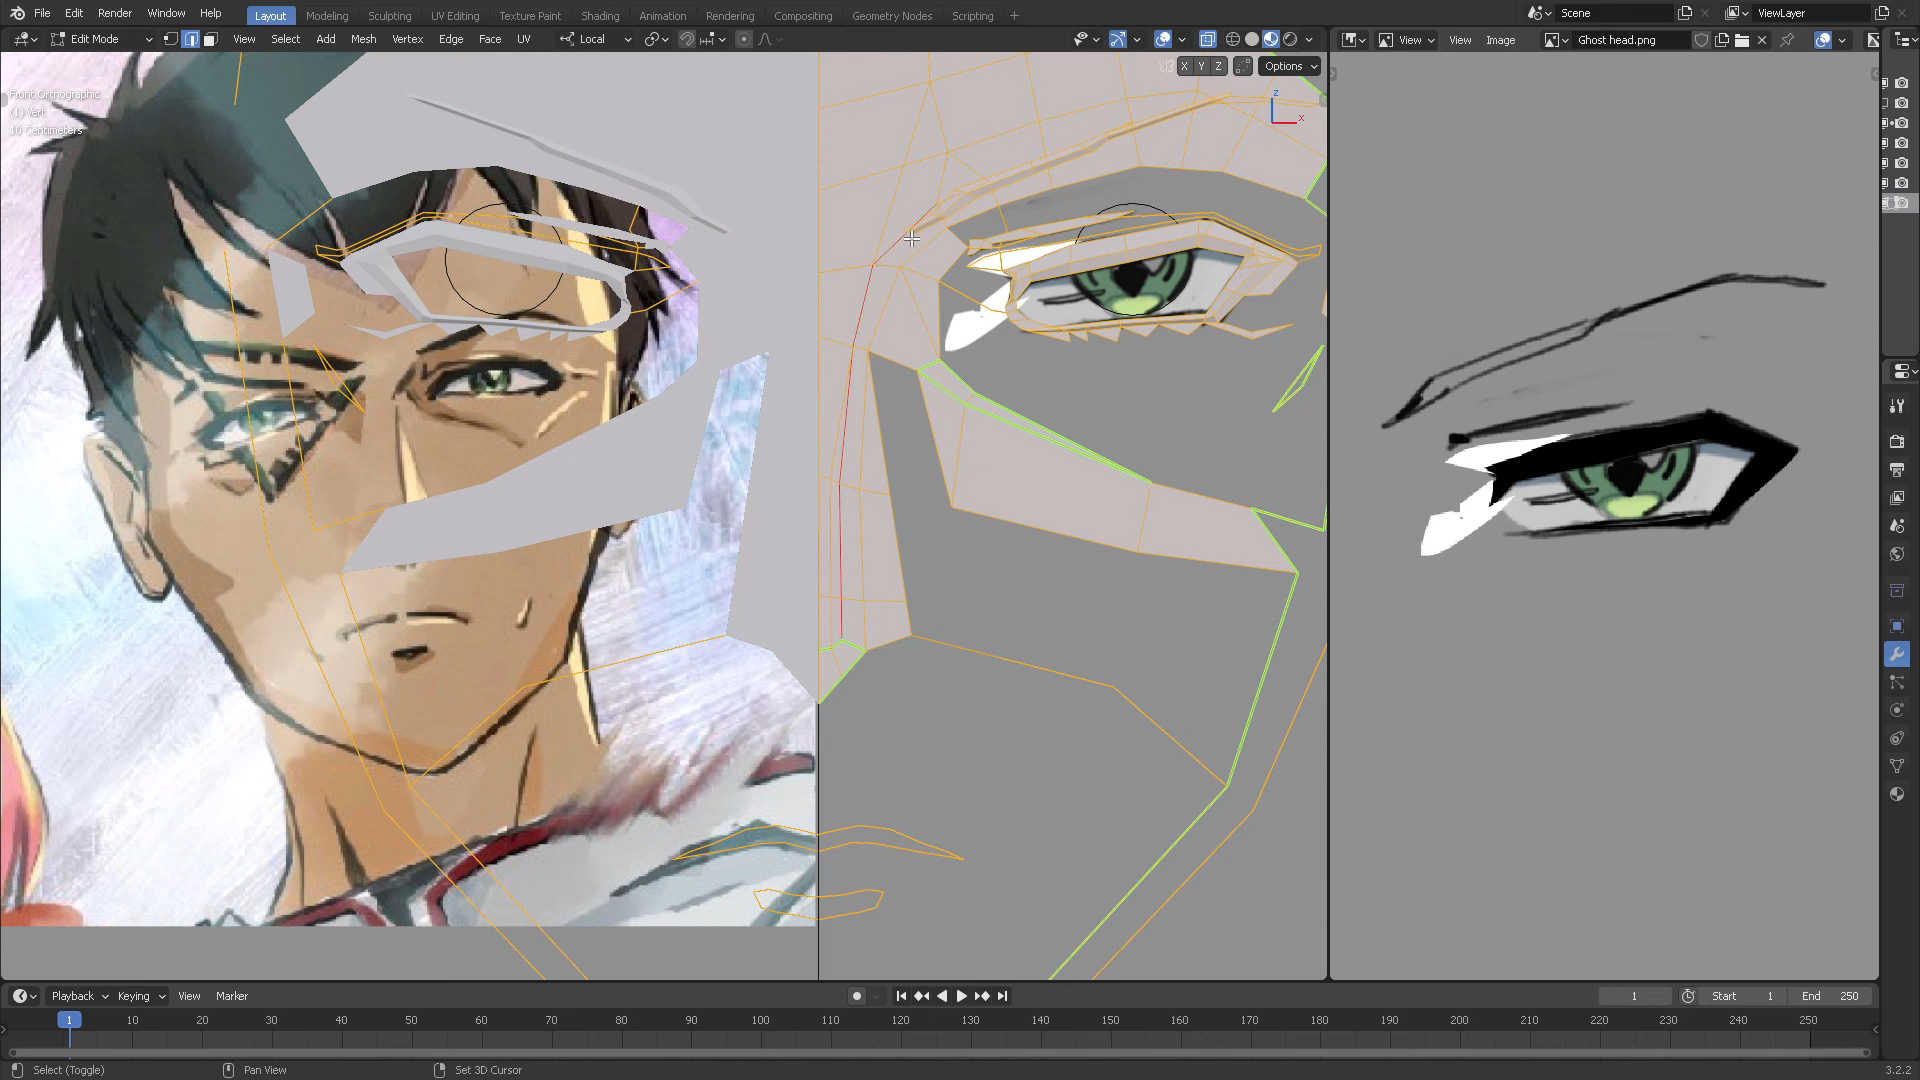 File Edit Render Window Help Layout Modeling Sculpting UV Editing Texture Paint Shading Animation Rendering Compositing Geometry Nodes Scripting Scene ViewLayer
Edit Mode View Select Add Mesh Vertex Edge Face UV Local View View Image Ghost head.png
X Y Z Options
Front Orthographic
(1) Vert
10 Centimeters
z
x
Playback Keying View Marker 1 Start 1 End 250
1 10 20 30 40 50 60 70 80 90 100 110 120 130 140 150 160 170 180 190 200 210 220 230 240 250
Select (Toggle) Pan View Set 3D Cursor 3.2.2